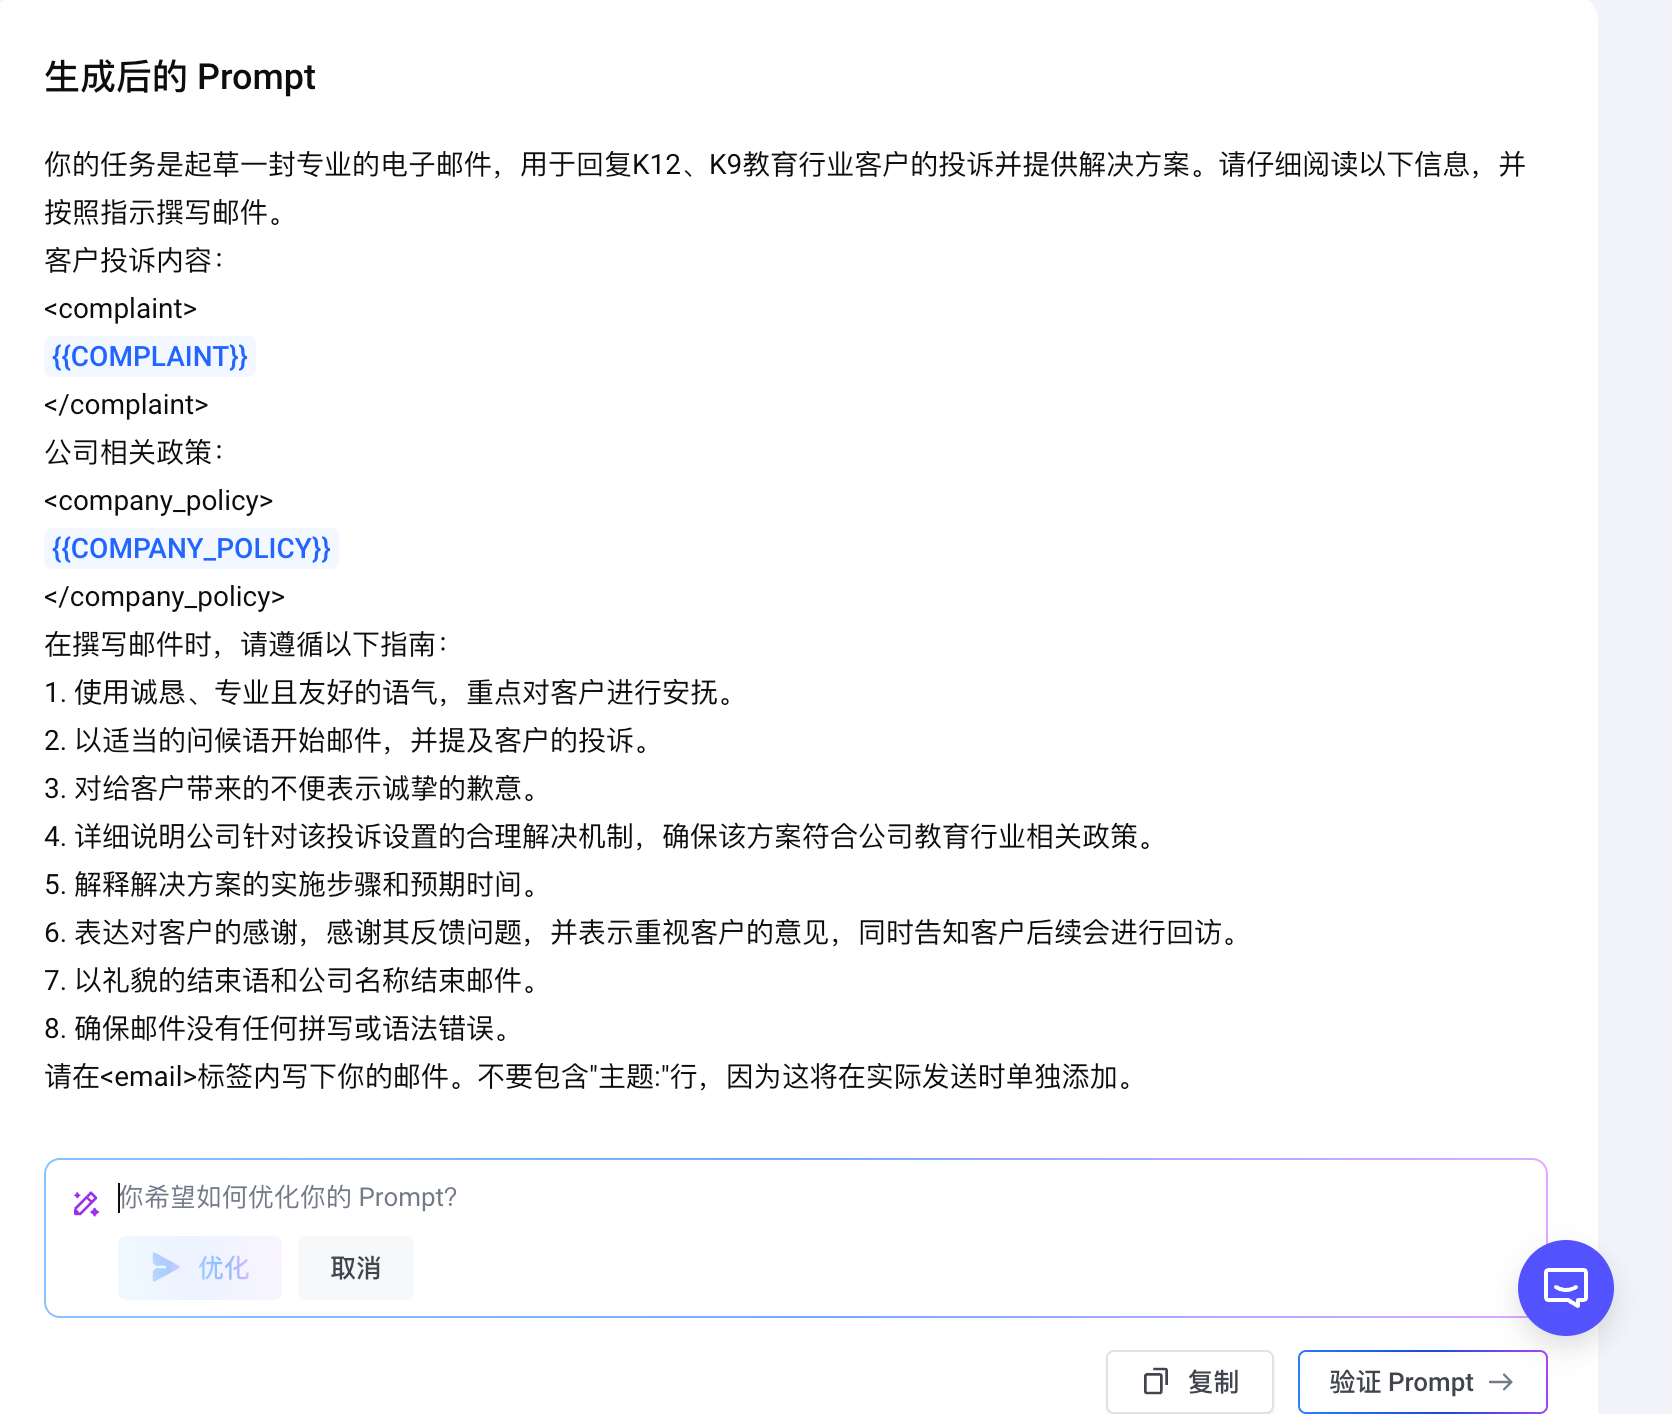 生成后的 Prompt
你的任务是起草一封专业的电子邮件，用于回复K12、K9教育行业客户的投诉并提供解决方案。请仔细阅读以下信息，并
按照指示撰写邮件。
客户投诉内容：
<complaint>
{{COMPLAINT}}
</complaint>
公司相关政策：
<company_policy>
{{COMPANY_POLICY}}
</company_policy>
在撰写邮件时，请遵循以下指南：
1. 使用诚恳、专业且友好的语气，重点对客户进行安抚。
2. 以适当的问候语开始邮件，并提及客户的投诉。
3. 对给客户带来的不便表示诚挚的歉意。
4. 详细说明公司针对该投诉设置的合理解决机制，确保该方案符合公司教育行业相关政策。
5. 解释解决方案的实施步骤和预期时间。
6. 表达对客户的感谢，感谢其反馈问题，并表示重视客户的意见，同时告知客户后续会进行回访。
7. 以礼貌的结束语和公司名称结束邮件。
8. 确保邮件没有任何拼写或语法错误。
请在<email>标签内写下你的邮件。不要包含"主题:"行，因为这将在实际发送时单独添加。
你希望如何优化你的 Prompt?
优化 取消
复制 验证 Prompt